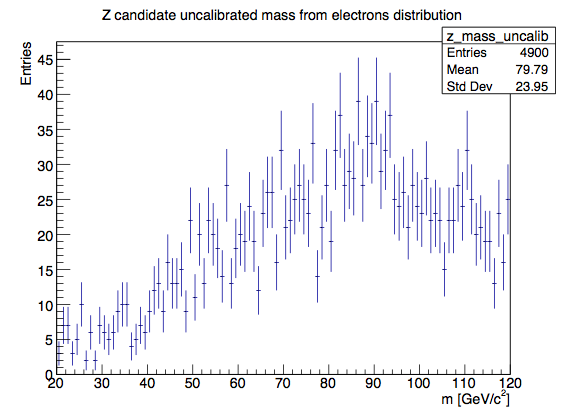 Z candidate uncalibrated mass from electrons distribution
z_mass_uncalib
Entries 4900
Mean 79.79
Std Dev 23.95
Entries
45
40
35
30
25
20
15
10
5
0
20 30 40 50 60 70 80 90 100 110 120
m [GeV/c²]